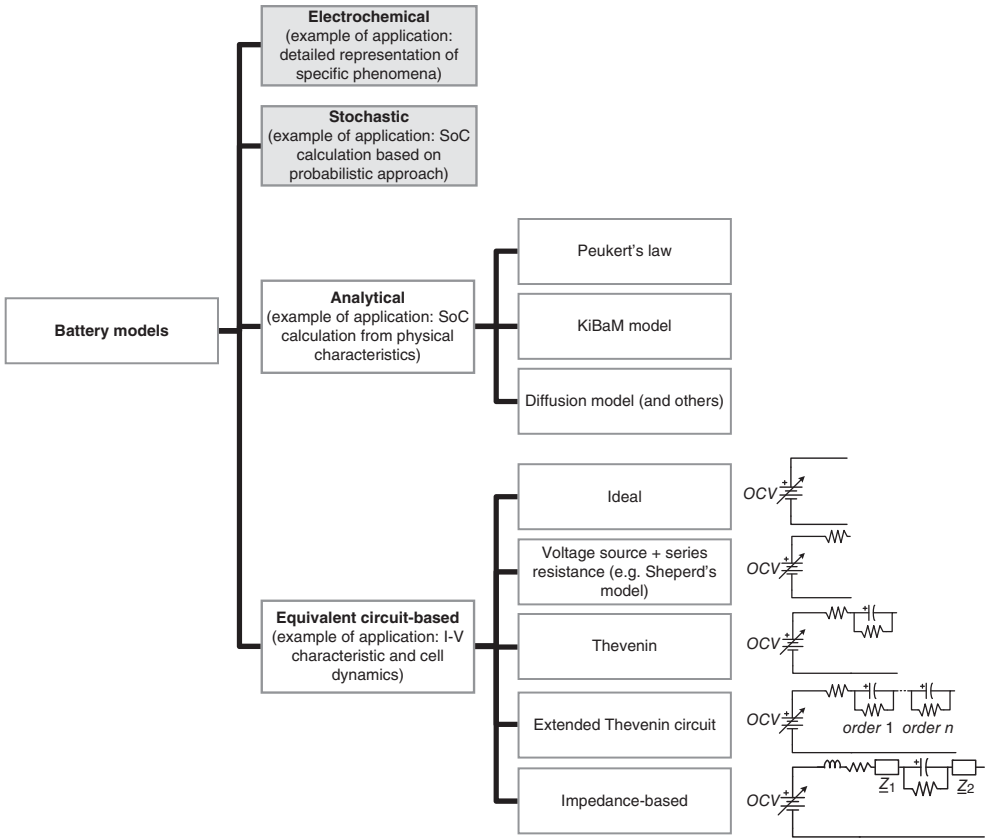 Electrochemical
(example of application:
detailed representation of
specific phenomena)
Stochastic
(example of application: SoC
calculation based on
probabilistic approach)
Battery models
Analytical
(example of application: SoC
calculation from physical
characteristics)
Peukert's law
KiBaM model
Diffusion model (and others)
Equivalent circuit-based
(example of application: I-V
characteristic and cell
dynamics)
Ideal
OCV
+
Voltage source + series
resistance (e.g. Sheperd's
model)
OCV
+
Thevenin
OCV
+
+
Extended Thevenin circuit
OCV
+
+
+
order 1 order n
Impedance-based
OCV
+
+
Z1 Z2